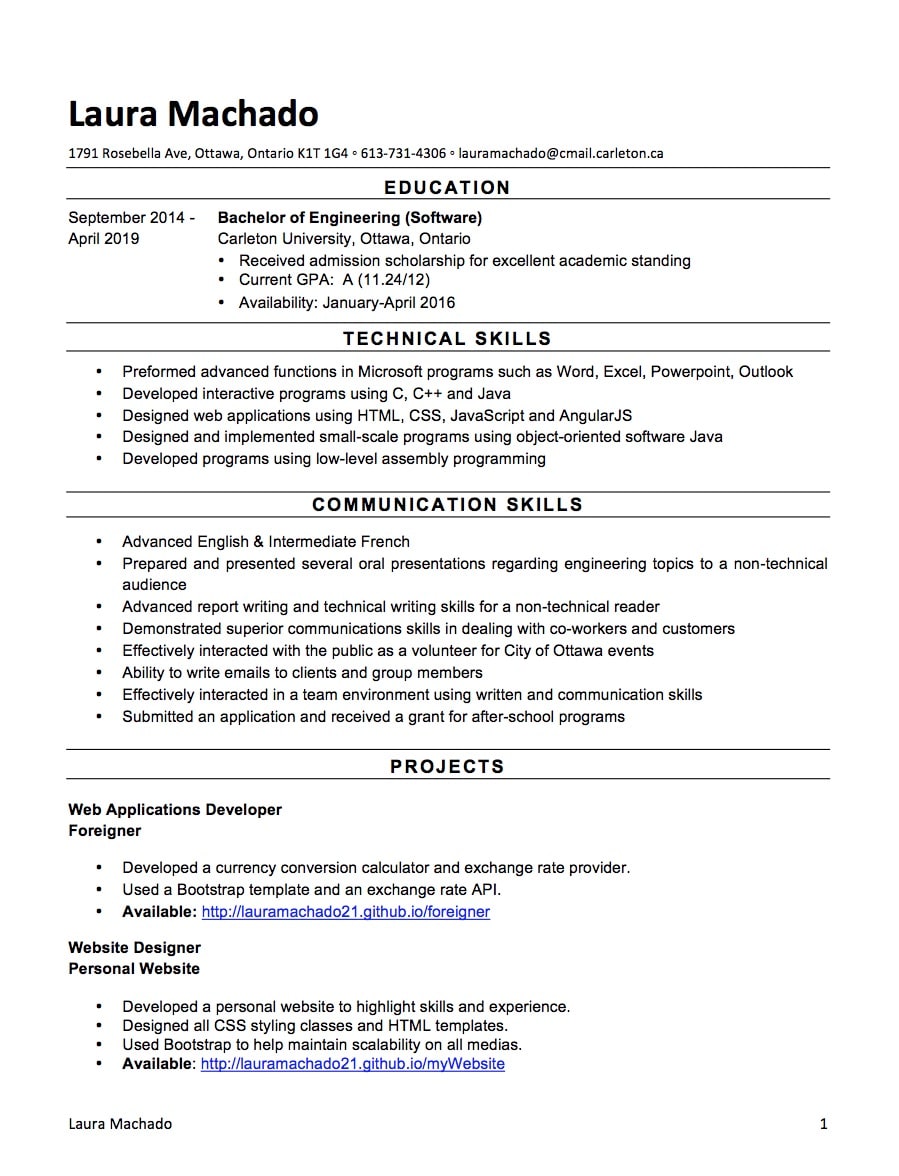 Laura Machado
1791 Rosebella Ave, Ottawa, Ontario K1T 1G4 ∘ 613-731-4306 ∘ lauramachado@cmail.carleton.ca
EDUCATION
September 2014 - Bachelor of Engineering (Software)
April 2019 Carleton University, Ottawa, Ontario
• Received admission scholarship for excellent academic standing
• Current GPA: A (11.24/12)
• Availability: January-April 2016
TECHNICAL SKILLS
• Preformed advanced functions in Microsoft programs such as Word, Excel, Powerpoint, Outlook
• Developed interactive programs using C, C++ and Java
• Designed web applications using HTML, CSS, JavaScript and AngularJS
• Designed and implemented small-scale programs using object-oriented software Java
• Developed programs using low-level assembly programming
COMMUNICATION SKILLS
• Advanced English & Intermediate French
• Prepared and presented several oral presentations regarding engineering topics to a non-technical
audience
• Advanced report writing and technical writing skills for a non-technical reader
• Demonstrated superior communications skills in dealing with co-workers and customers
• Effectively interacted with the public as a volunteer for City of Ottawa events
• Ability to write emails to clients and group members
• Effectively interacted in a team environment using written and communication skills
• Submitted an application and received a grant for after-school programs
PROJECTS
Web Applications Developer
Foreigner
• Developed a currency conversion calculator and exchange rate provider.
• Used a Bootstrap template and an exchange rate API.
• Available: http://lauramachado21.github.io/foreigner
Website Designer
Personal Website
• Developed a personal website to highlight skills and experience.
• Designed all CSS styling classes and HTML templates.
• Used Bootstrap to help maintain scalability on all medias.
• Available: http://lauramachado21.github.io/myWebsite
Laura Machado 1